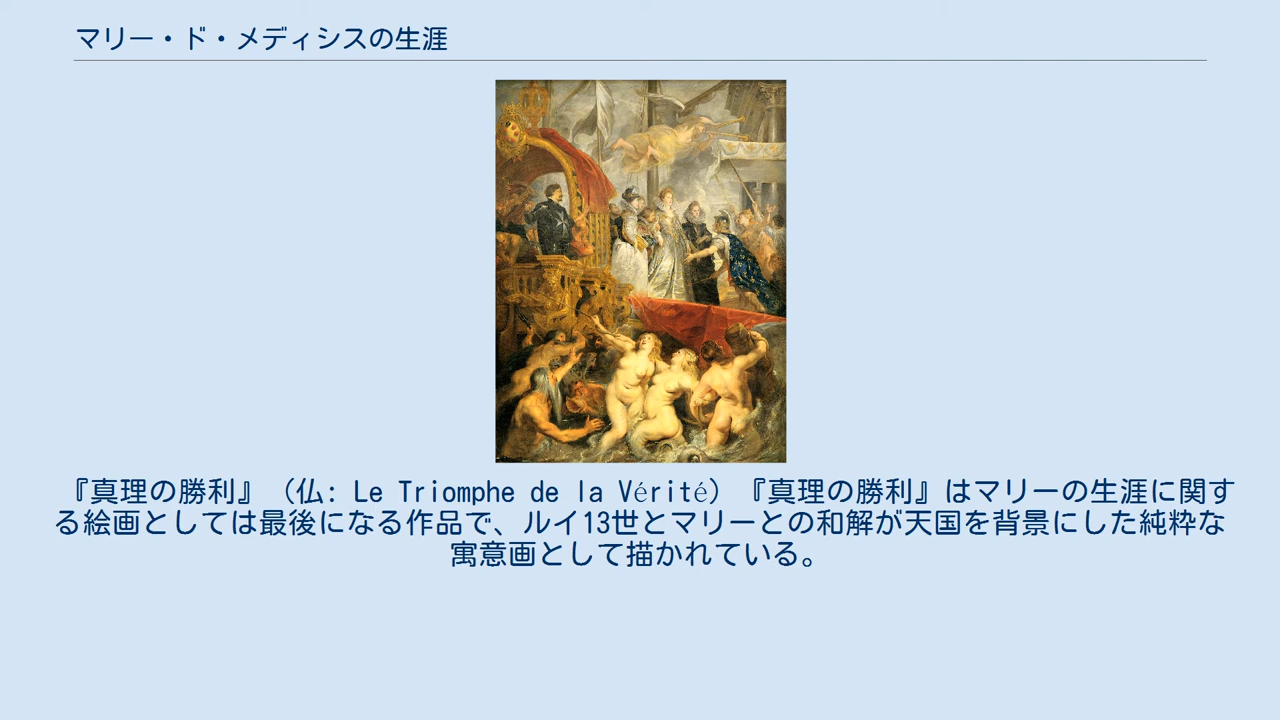 マリー・ド・メディシスの生涯
『真理の勝利』（仏: Le Triomphe de la Vérité）『真理の勝利』はマリーの生涯に関す
る絵画としては最後になる作品で、ルイ13世とマリーとの和解が天国を背景にした純粋な
寓意画として描かれている。